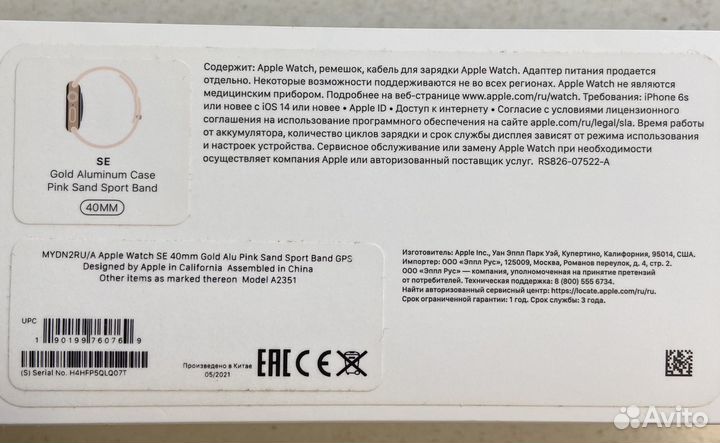 Содержит: Apple Watch, ремешок, кабель для зарядки Apple Watch. Адаптер питания продается
отдельно. Некоторые возможности поддерживаются не во всех регионах. Apple Watch не являются
медицинским прибором. Подробнее на веб-странице www.apple.com/ru/watch. Требования: iPhone 6s
или новее с iOS 14 или новее • Apple ID • Доступ к интернету • Согласие с условиями лицензионного
соглашения на использование программного обеспечения на сайте apple.com/ru/legal/sla. Время работы
от аккумулятора, количество циклов зарядки и срок службы дисплея зависят от режима использования
и настроек устройства. Сервисное обслуживание или замену Apple Watch при необходимости
осуществляет компания Apple или авторизованный поставщик услуг. RS826-07522-A
SE
Gold Aluminum Case
Pink Sand Sport Band
40MM
MYDN2RU/A Apple Watch SE 40mm Gold Alu Pink Sand Sport Band GPS
Designed by Apple in California Assembled in China
Other items as marked thereon Model A2351
UPC
1 90199 76076 9
(S) Serial No. H4HFP5QLQ07T
Произведено в Китае
05/2021
EAC CE
Изготовитель: Apple Inc., Уан Эппл Парк Уэй, Купертино, Калифорния, 95014, США.
Импортер: ООО «Эппл Рус», 125009, Москва, Романов переулок, д. 4, стр. 2.
ООО «Эппл Рус» — компания, уполномоченная на принятие претензий
от потребителей. Техническая поддержка: 8 (800) 555 6734.
Найти авторизованный сервисный центр: https://locate.apple.com/ru/ru.
Срок ограниченной гарантии: 1 год. Срок службы: 3 года.
Avito